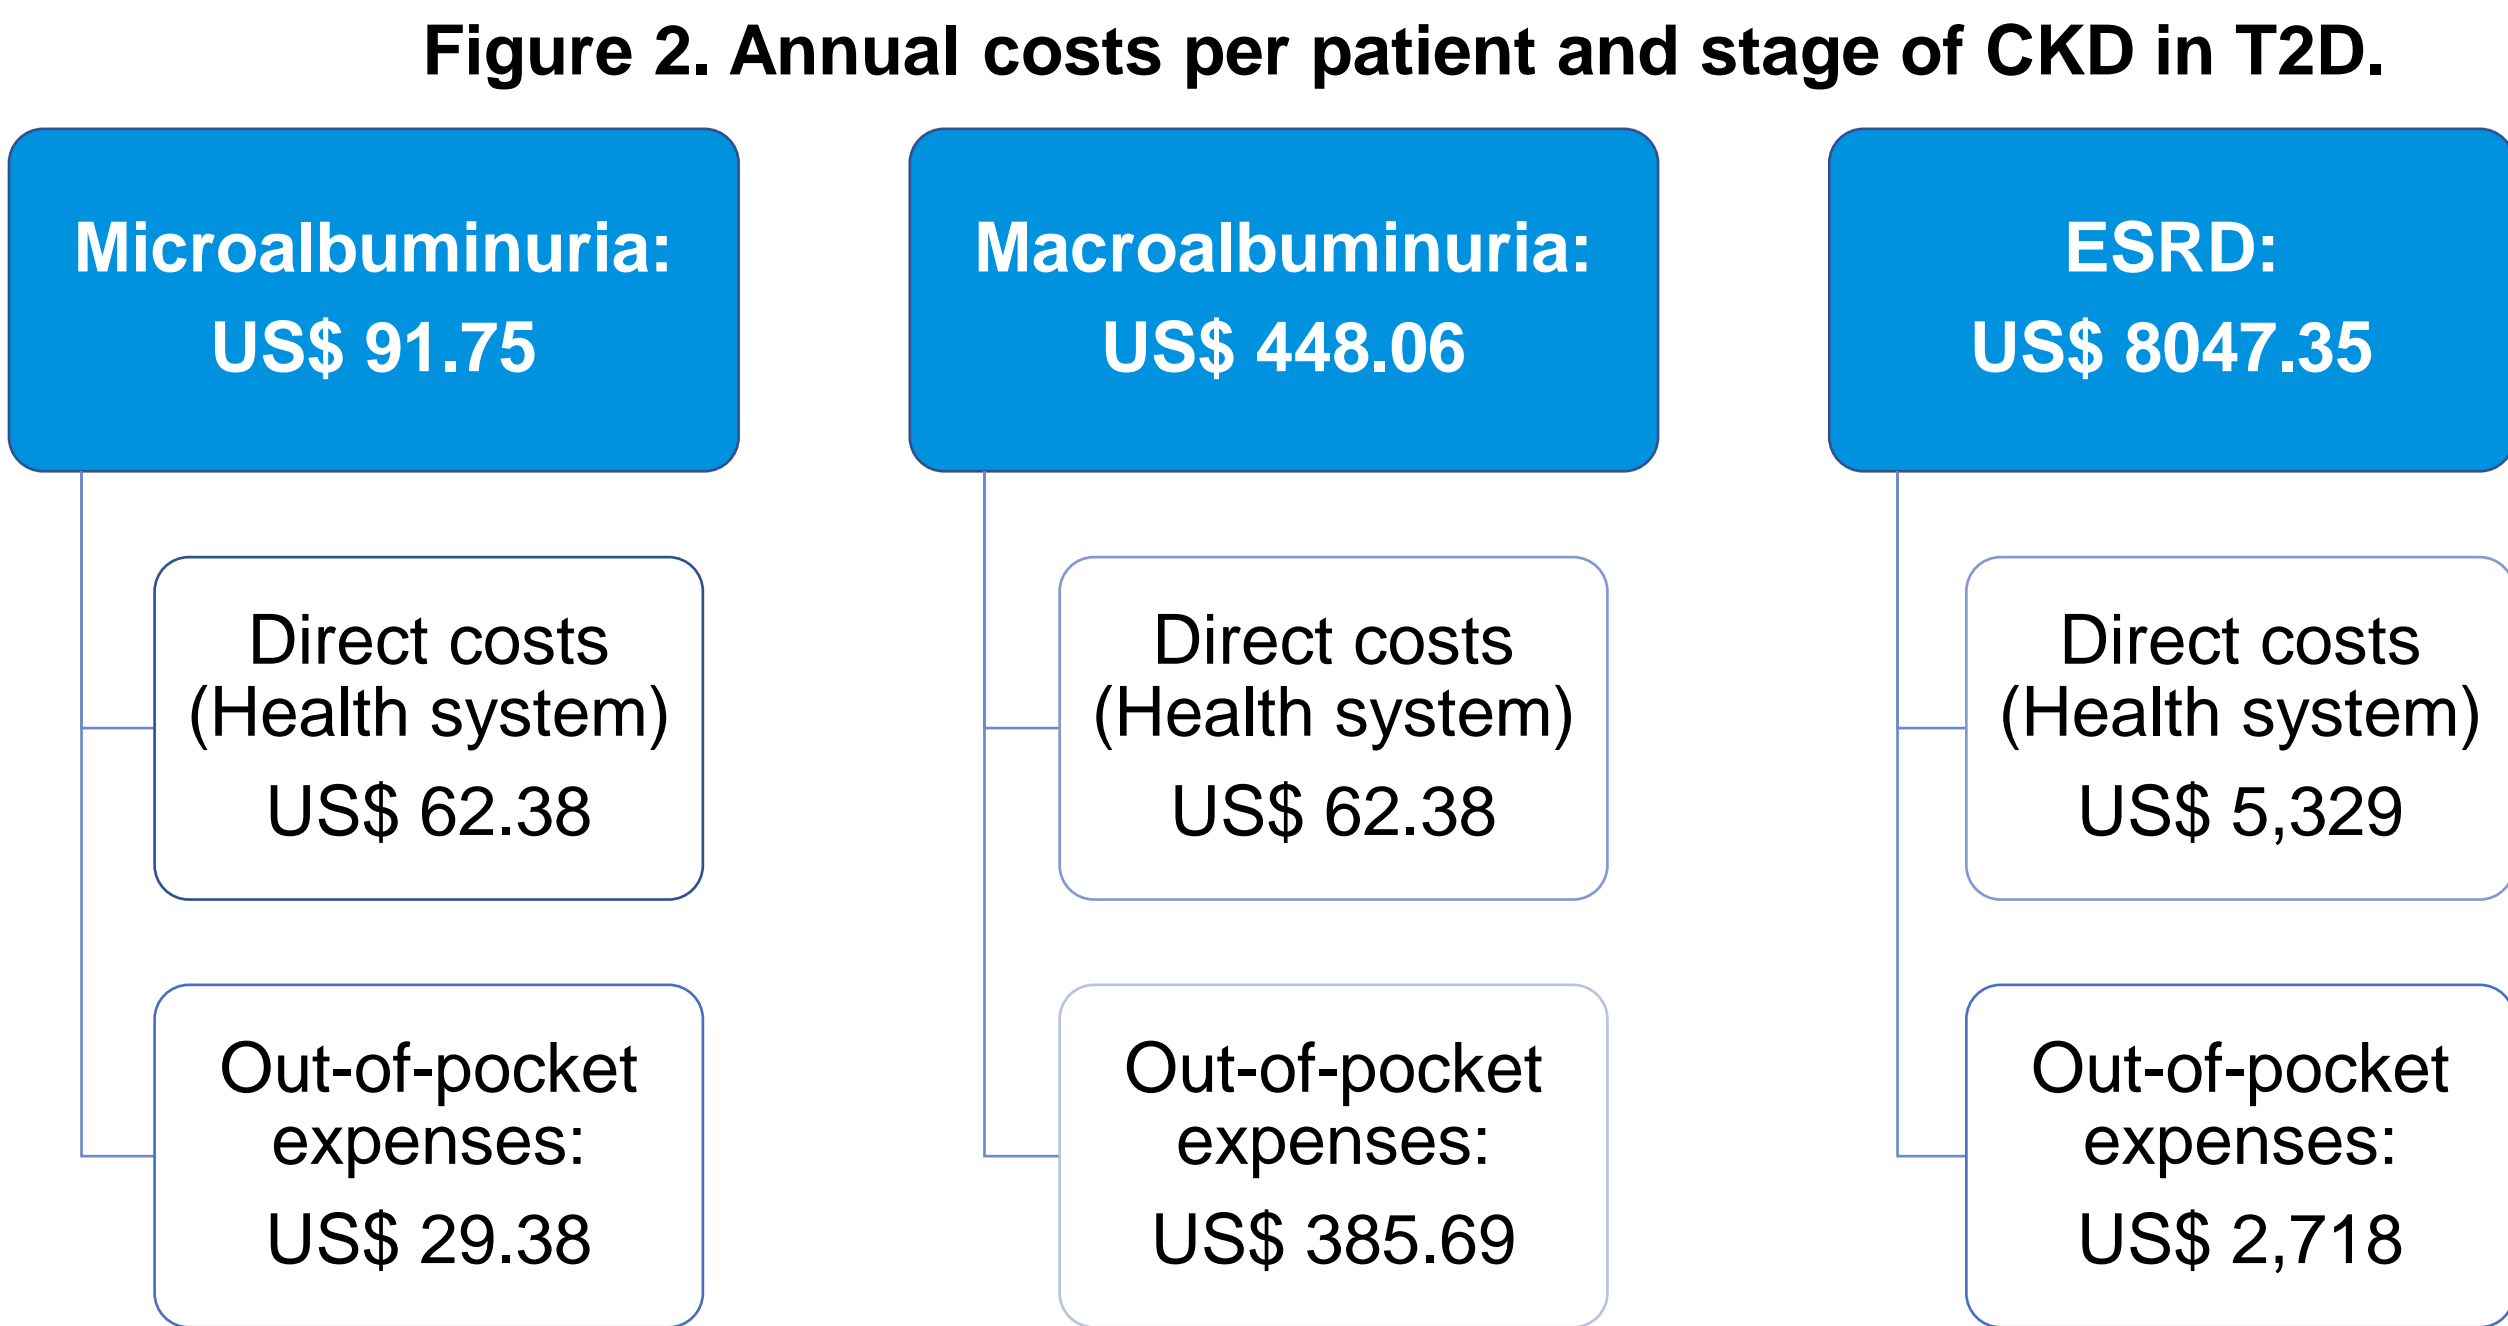 Figure 2. Annual costs per patient and stage of CKD in T2D.
Microalbuminuria:
US$ 91.75
Direct costs
(Health system)
US$ 62.38
Out-of-pocket
expenses:
US$ 29.38
Macroalbuminuria:
US$ 448.06
Direct costs
(Health system)
US$ 62.38
Out-of-pocket
expenses:
US$ 385.69
ESRD:
US$ 8047.35
Direct costs
(Health system)
US$ 5,329
Out-of-pocket
expenses:
US$ 2,718